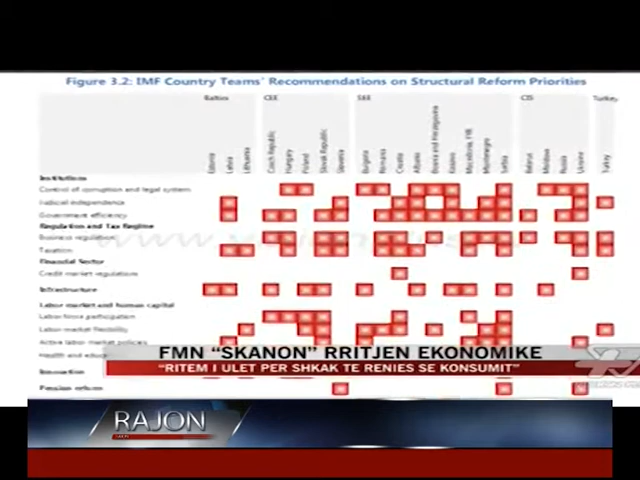 Figure 3.2: IMF Country Teams' Recommendations on Structural Reform Priorities
Baltics CEE SEE CIS Turkey
Estonia Latvia Lithuania Czech Republic Hungary Poland Slovak Republic Slovenia Bulgaria Romania Croatia Albania Bosnia and Herzegovina Kosovo Macedonia, FYR Montenegro Serbia Belarus Moldova Russia Ukraine Turkey
Institutions
Control of corruption and legal system
Judicial independence
Government efficiency
Regulation and Tax Regime
Business regulation
Taxation
Financial Sector
Credit market regulations
Infrastructure
Labor market and human capital
Labor force participation
Labor market flexibility
Active labor market policies
Health and
Innovation
Pension reform
FMN "SKANON" RRITJEN EKONOMIKE
"RITEM I ULET PER SHKAK TE RENIES SE KONSUMIT"
RAJON